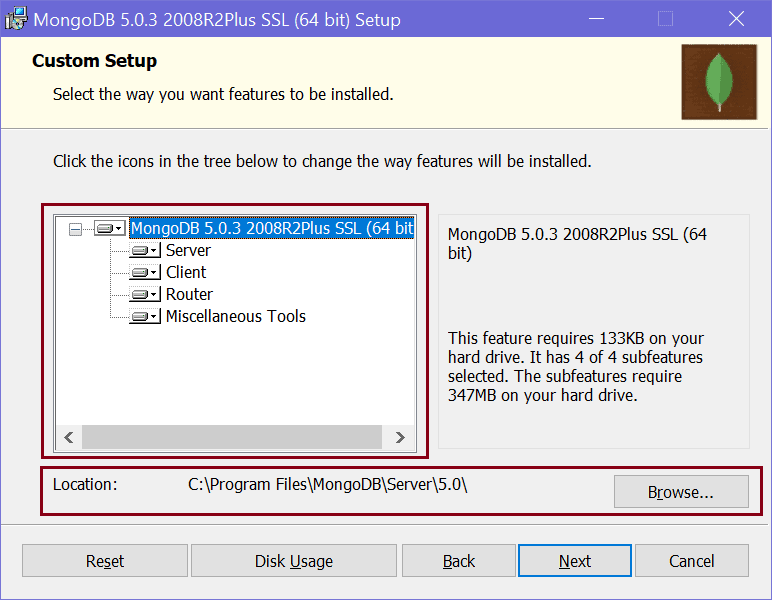 MongoDB 5.0.3 2008R2Plus SSL (64 bit) Setup
Custom Setup
Select the way you want features to be installed.
Click the icons in the tree below to change the way features will be installed.
MongoDB 5.0.3 2008R2Plus SSL (64 bit
Server
Client
Router
Miscellaneous Tools
MongoDB 5.0.3 2008R2Plus SSL (64
bit)
This feature requires 133KB on your
hard drive. It has 4 of 4 subfeatures
selected. The subfeatures require
347MB on your hard drive.
Location: C:\Program Files\MongoDB\Server\5.0\ Browse...
Reset Disk Usage Back Next Cancel